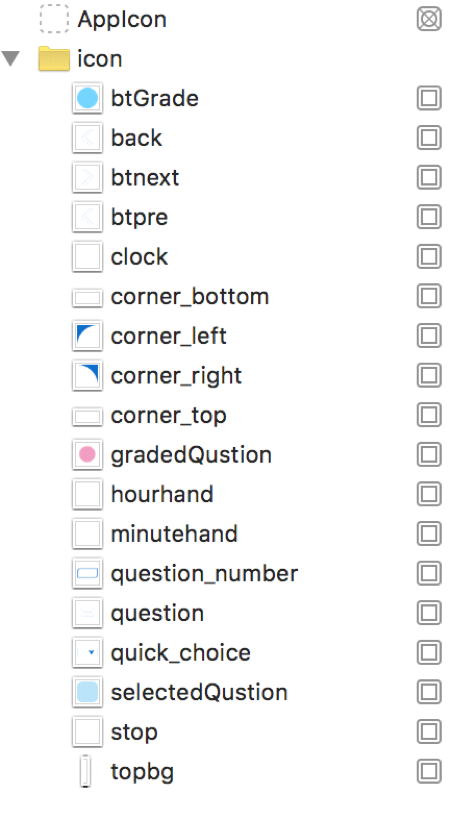 AppIcon
icon
btGrade
back
btnext
btpre
clock
corner_bottom
corner_left
corner_right
corner_top
gradedQustion
hourhand
minutehand
question_number
question
quick_choice
selectedQustion
stop
topbg